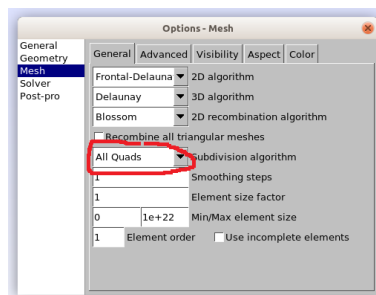 Options - Mesh
General
Geometry
Mesh
Solver
Post-pro
General Advanced Visibility Aspect Color
Frontal-Delauna 2D algorithm
Delaunay 3D algorithm
Blossom 2D recombination algorithm
Recombine all triangular meshes
All Quads Subdivision algorithm
1 Smoothing steps
1 Element size factor
0 1e+22 Min/Max element size
1 Element order Use incomplete elements